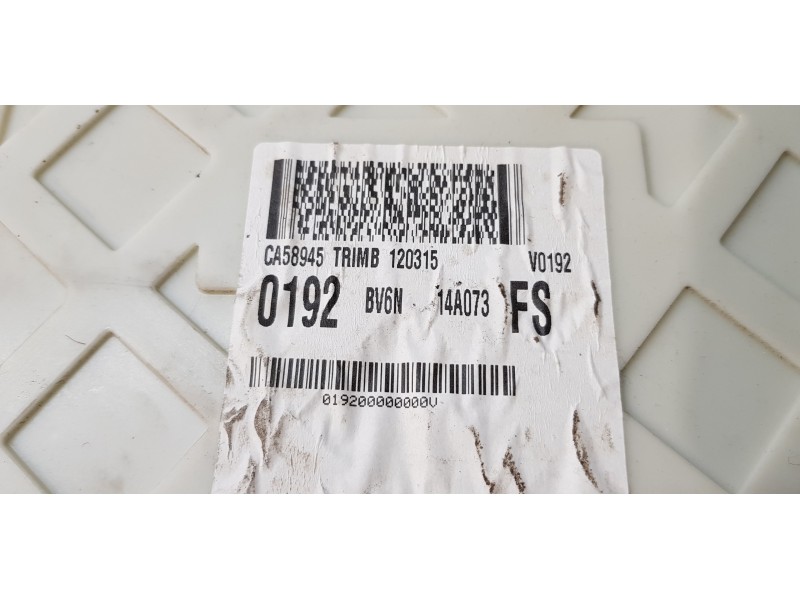 CA58945 TRIMB 120315 V0192
0192 BV6N 14A073 FS
019200000000V